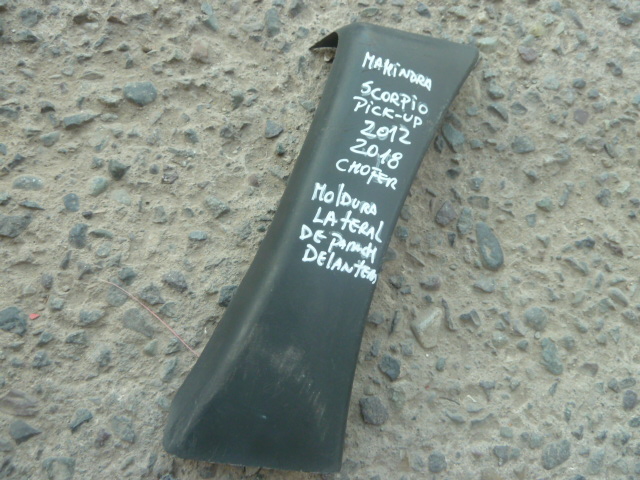 MAHINDRA
SCORPIO
PICK-UP
2012
2018
CHOFER
MOLDURA
LATERAL
DE
DELANTERA